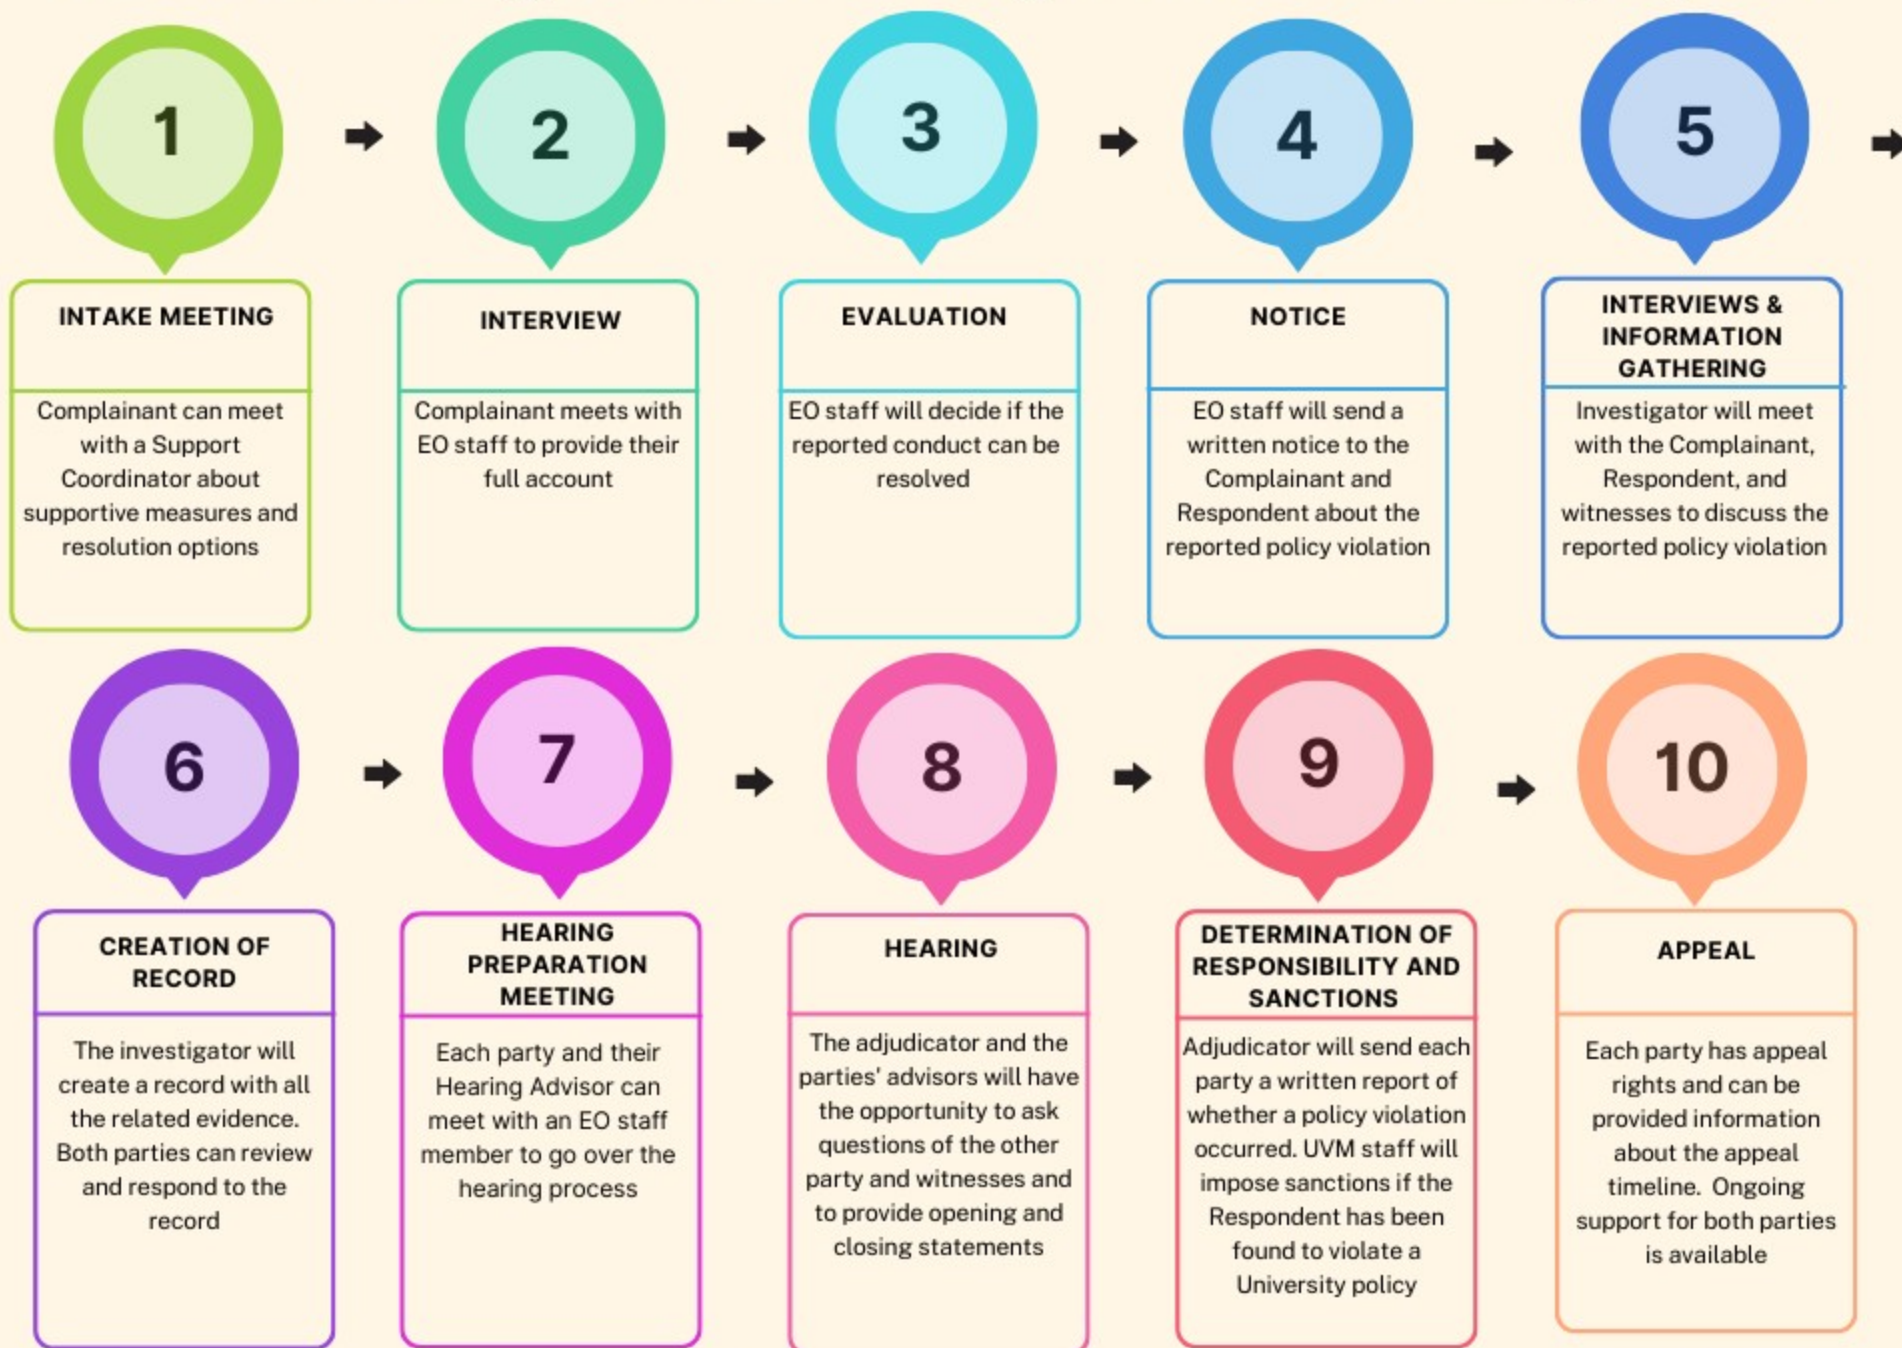 1
INTAKE MEETING
Complainant can meet
with a Support
Coordinator about
supportive measures and
resolution options
2
INTERVIEW
Complainant meets with
EO staff to provide their
full account
3
EVALUATION
EO staff will decide if the
reported conduct can be
resolved
4
NOTICE
EO staff will send a
written notice to the
Complainant and
Respondent about the
reported policy violation
5
INTERVIEWS &
INFORMATION
GATHERING
Investigator will meet
with the Complainant,
Respondent, and
witnesses to discuss the
reported policy violation
6
CREATION OF
RECORD
The investigator will
create a record with all
the related evidence.
Both parties can review
and respond to the
record
7
HEARING
PREPARATION
MEETING
Each party and their
Hearing Advisor can
meet with an EO staff
member to go over the
hearing process
8
HEARING
The adjudicator and the
parties' advisors will have
the opportunity to ask
questions of the other
party and witnesses and
to provide opening and
closing statements
9
DETERMINATION OF
RESPONSIBILITY AND
SANCTIONS
Adjudicator will send each
party a written report of
whether a policy violation
occurred. UVM staff will
impose sanctions if the
Respondent has been
found to violate a
University policy
10
APPEAL
Each party has appeal
rights and can be
provided information
about the appeal
timeline. Ongoing
support for both parties
is available